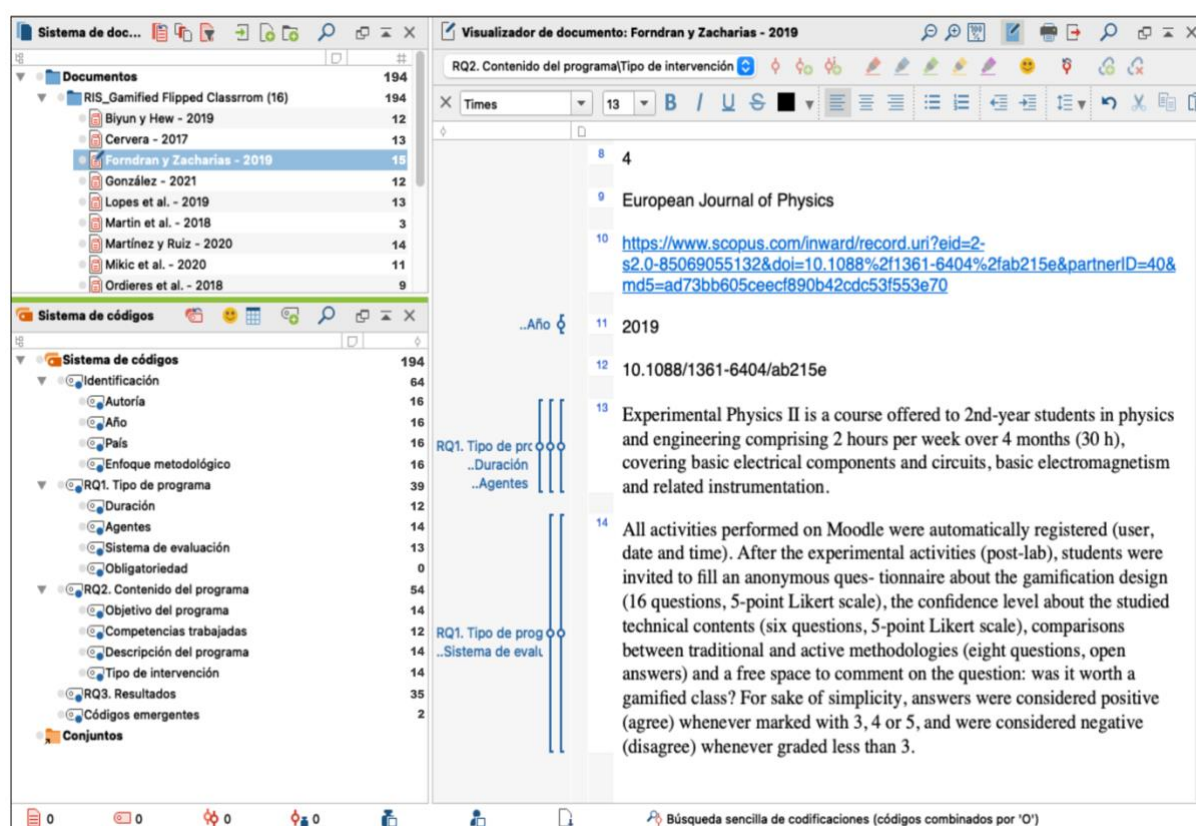 Sistema de doc...
Documentos 194
RIS_Gamified Flipped Classrrom (16) 194
Biyun y Hew - 2019 12
Cervera - 2017 13
Forndran y Zacharias - 2019 15
González - 2021 12
Lopes et al. - 2019 13
Martin et al. - 2018 3
Martínez y Ruiz - 2020 14
Mikic et al. - 2020 11
Ordieres et al. - 2018 9
Sistema de códigos
Sistema de códigos 194
Identificación 64
Autoría 16
Año 16
País 16
Enfoque metodológico 16
RQ1. Tipo de programa 39
Duración 12
Agentes 14
Sistema de evaluación 13
Obligatoriedad 0
RQ2. Contenido del programa 54
Objetivo del programa 14
Competencias trabajadas 12
Descripción del programa 14
Tipo de intervención 14
RQ3. Resultados 35
Códigos emergentes 2
Conjuntos
0 0 0 0
Visualizador de documento: Forndran y Zacharias - 2019
RQ2. Contenido del programa\Tipo de intervención
Times 13 B I U S
8 4
9 European Journal of Physics
10 https://www.scopus.com/inward/record.uri?eid=2-
s2.0-85069055132&doi=10.1088%2f1361-6404%2fab215e&partnerID=40&
md5=ad73bb605ceecf890b42cdc53f553e70
..Año 11 2019
12 10.1088/1361-6404/ab215e
13 Experimental Physics II is a course offered to 2nd-year students in physics
and engineering comprising 2 hours per week over 4 months (30 h),
covering basic electrical components and circuits, basic electromagnetism
and related instrumentation.
RQ1. Tipo de prc
..Duración
..Agentes
14 All activities performed on Moodle were automatically registered (user,
date and time). After the experimental activities (post-lab), students were
invited to fill an anonymous ques- tionnaire about the gamification design
(16 questions, 5-point Likert scale), the confidence level about the studied
technical contents (six questions, 5-point Likert scale), comparisons
between traditional and active methodologies (eight questions, open
answers) and a free space to comment on the question: was it worth a
gamified class? For sake of simplicity, answers were considered positive
(agree) whenever marked with 3, 4 or 5, and were considered negative
(disagree) whenever graded less than 3.
RQ1. Tipo de prog
..Sistema de evalu
Búsqueda sencilla de codificaciones (códigos combinados por 'O')